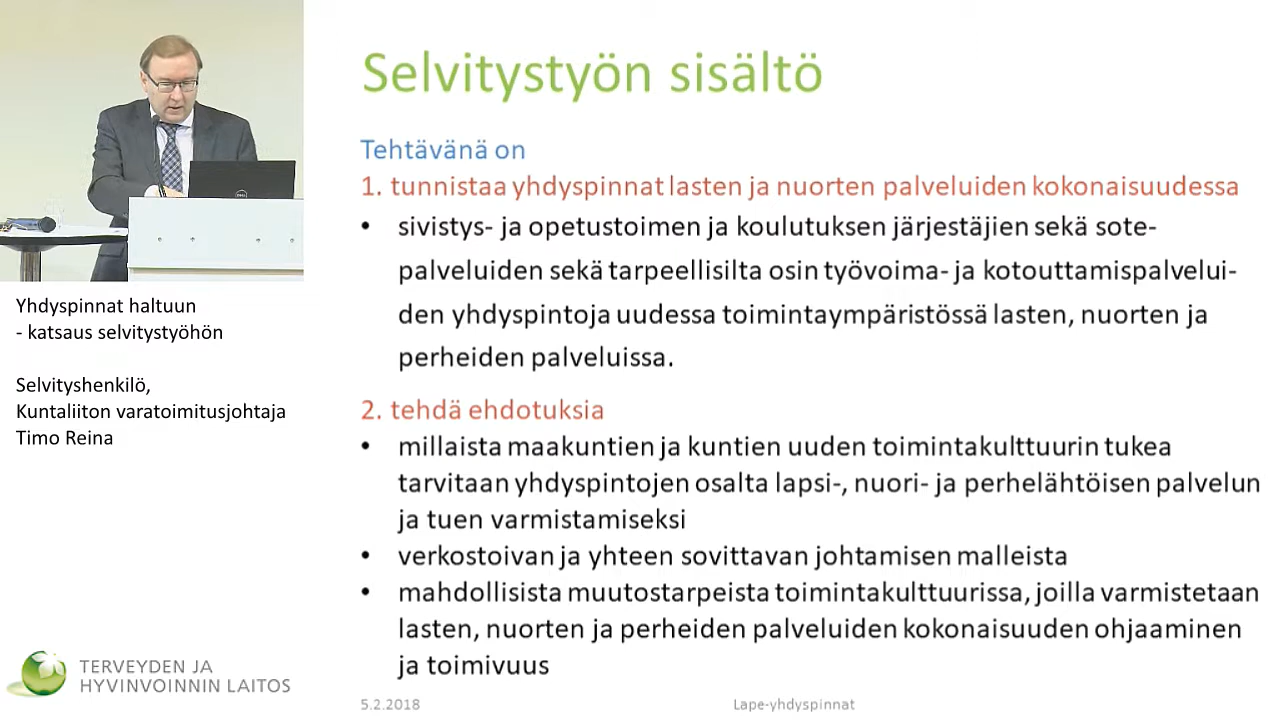 Selvitystyön sisältö
Tehtävänä on
1. tunnistaa yhdyspinnat lasten ja nuorten palveluiden kokonaisuudessa
• sivistys- ja opetustoimen ja koulutuksen järjestäjien sekä sote-
palveluiden sekä tarpeellisilta osin työvoima- ja kotouttamispalvelui-
den yhdyspintoja uudessa toimintaympäristössä lasten, nuorten ja
perheiden palveluissa.
2. tehdä ehdotuksia
• millaista maakuntien ja kuntien uuden toimintakulttuurin tukea
tarvitaan yhdyspintojen osalta lapsi-, nuori- ja perhelähtöisen palvelun
ja tuen varmistamiseksi
• verkostoivan ja yhteen sovittavan johtamisen malleista
• mahdollisista muutostarpeista toimintakulttuurissa, joilla varmistetaan
lasten, nuorten ja perheiden palveluiden kokonaisuuden ohjaaminen
ja toimivuus
5.2.2018
Lape-yhdyspinnat
Yhdyspinnat haltuun
- katsaus selvitystyöhön
Selvityshenkilö,
Kuntaliiton varatoimitusjohtaja
Timo Reina
TERVEYDEN JA
HYVINVOINNIN LAITOS
DELL